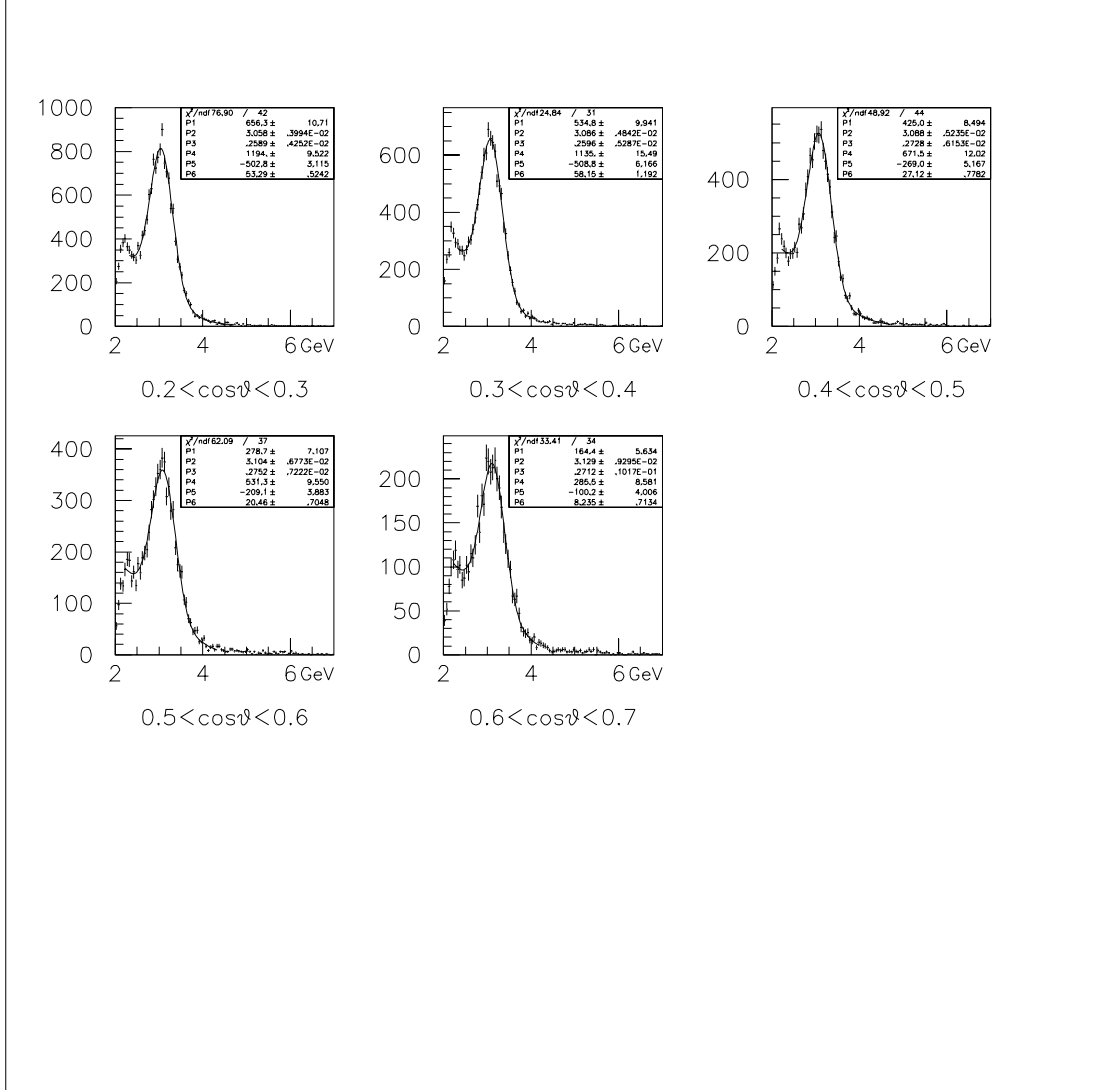 χ²/ndf 76.90 / 42
P1 656.3 ± 10.71
P2 3.058 ± .3994E-02
P3 .2589 ± .4252E-02
P4 1194. ± 9.522
P5 -502.8 ± 3.115
P6 53.29 ± .5242
1000
800
600
400
200
0
2 4 6 GeV
0.2<cosϑ<0.3
χ²/ndf 24.84 / 31
P1 534.8 ± 9.941
P2 3.086 ± .4842E-02
P3 .2596 ± .5287E-02
P4 1135. ± 15.49
P5 -508.8 ± 6.166
P6 58.15 ± 1.192
600
400
200
0
2 4 6 GeV
0.3<cosϑ<0.4
χ²/ndf 48.92 / 44
P1 425.0 ± 8.494
P2 3.088 ± .5235E-02
P3 .2728 ± .6153E-02
P4 671.5 ± 12.02
P5 -269.0 ± 5.167
P6 27.12 ± .7782
400
200
0
2 4 6 GeV
0.4<cosϑ<0.5
χ²/ndf 62.09 / 37
P1 278.7 ± 7.107
P2 3.104 ± .6773E-02
P3 .2752 ± .7222E-02
P4 531.3 ± 9.550
P5 -209.1 ± 3.883
P6 20.46 ± .7048
400
300
200
100
0
2 4 6 GeV
0.5<cosϑ<0.6
χ²/ndf 33.41 / 34
P1 164.4 ± 5.634
P2 3.129 ± .9295E-02
P3 .2712 ± .1017E-01
P4 285.5 ± 8.581
P5 -100.2 ± 4.006
P6 8.235 ± .7134
200
150
100
50
0
2 4 6 GeV
0.6<cosϑ<0.7